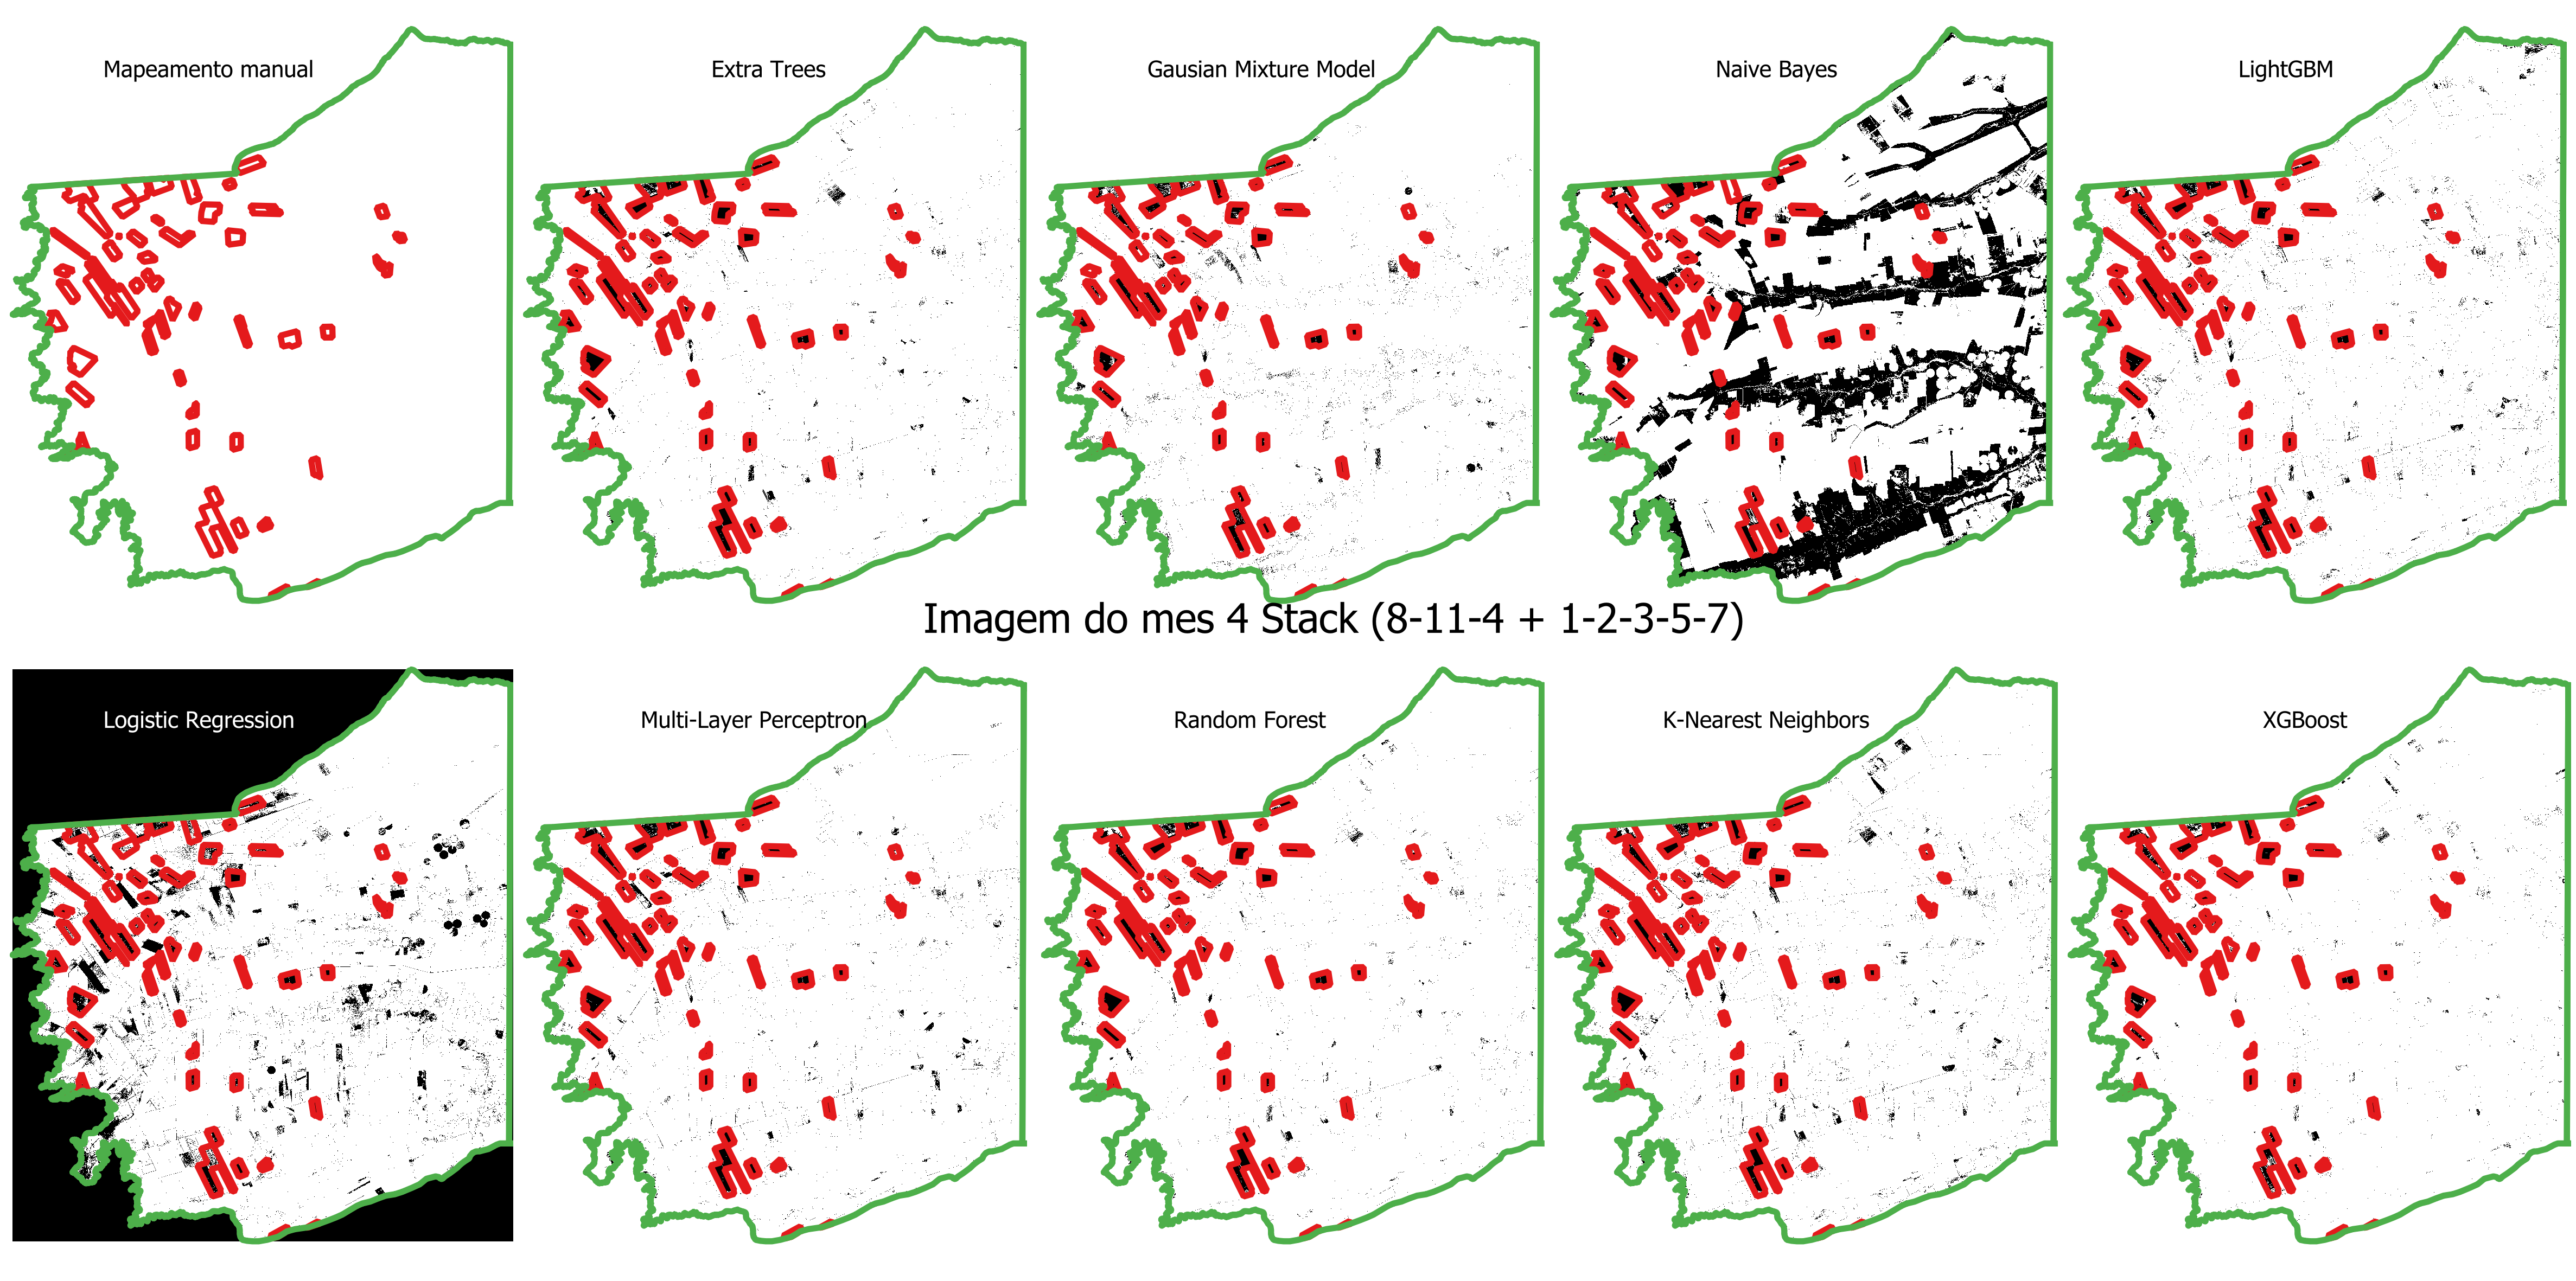 Mapeamento manual
Extra Trees
Gausian Mixture Model
Naive Bayes
LightGBM
Imagem do mes 4 Stack (8-11-4 + 1-2-3-5-7)
Logistic Regression
Multi-Layer Perceptron
Random Forest
K-Nearest Neighbors
XGBoost